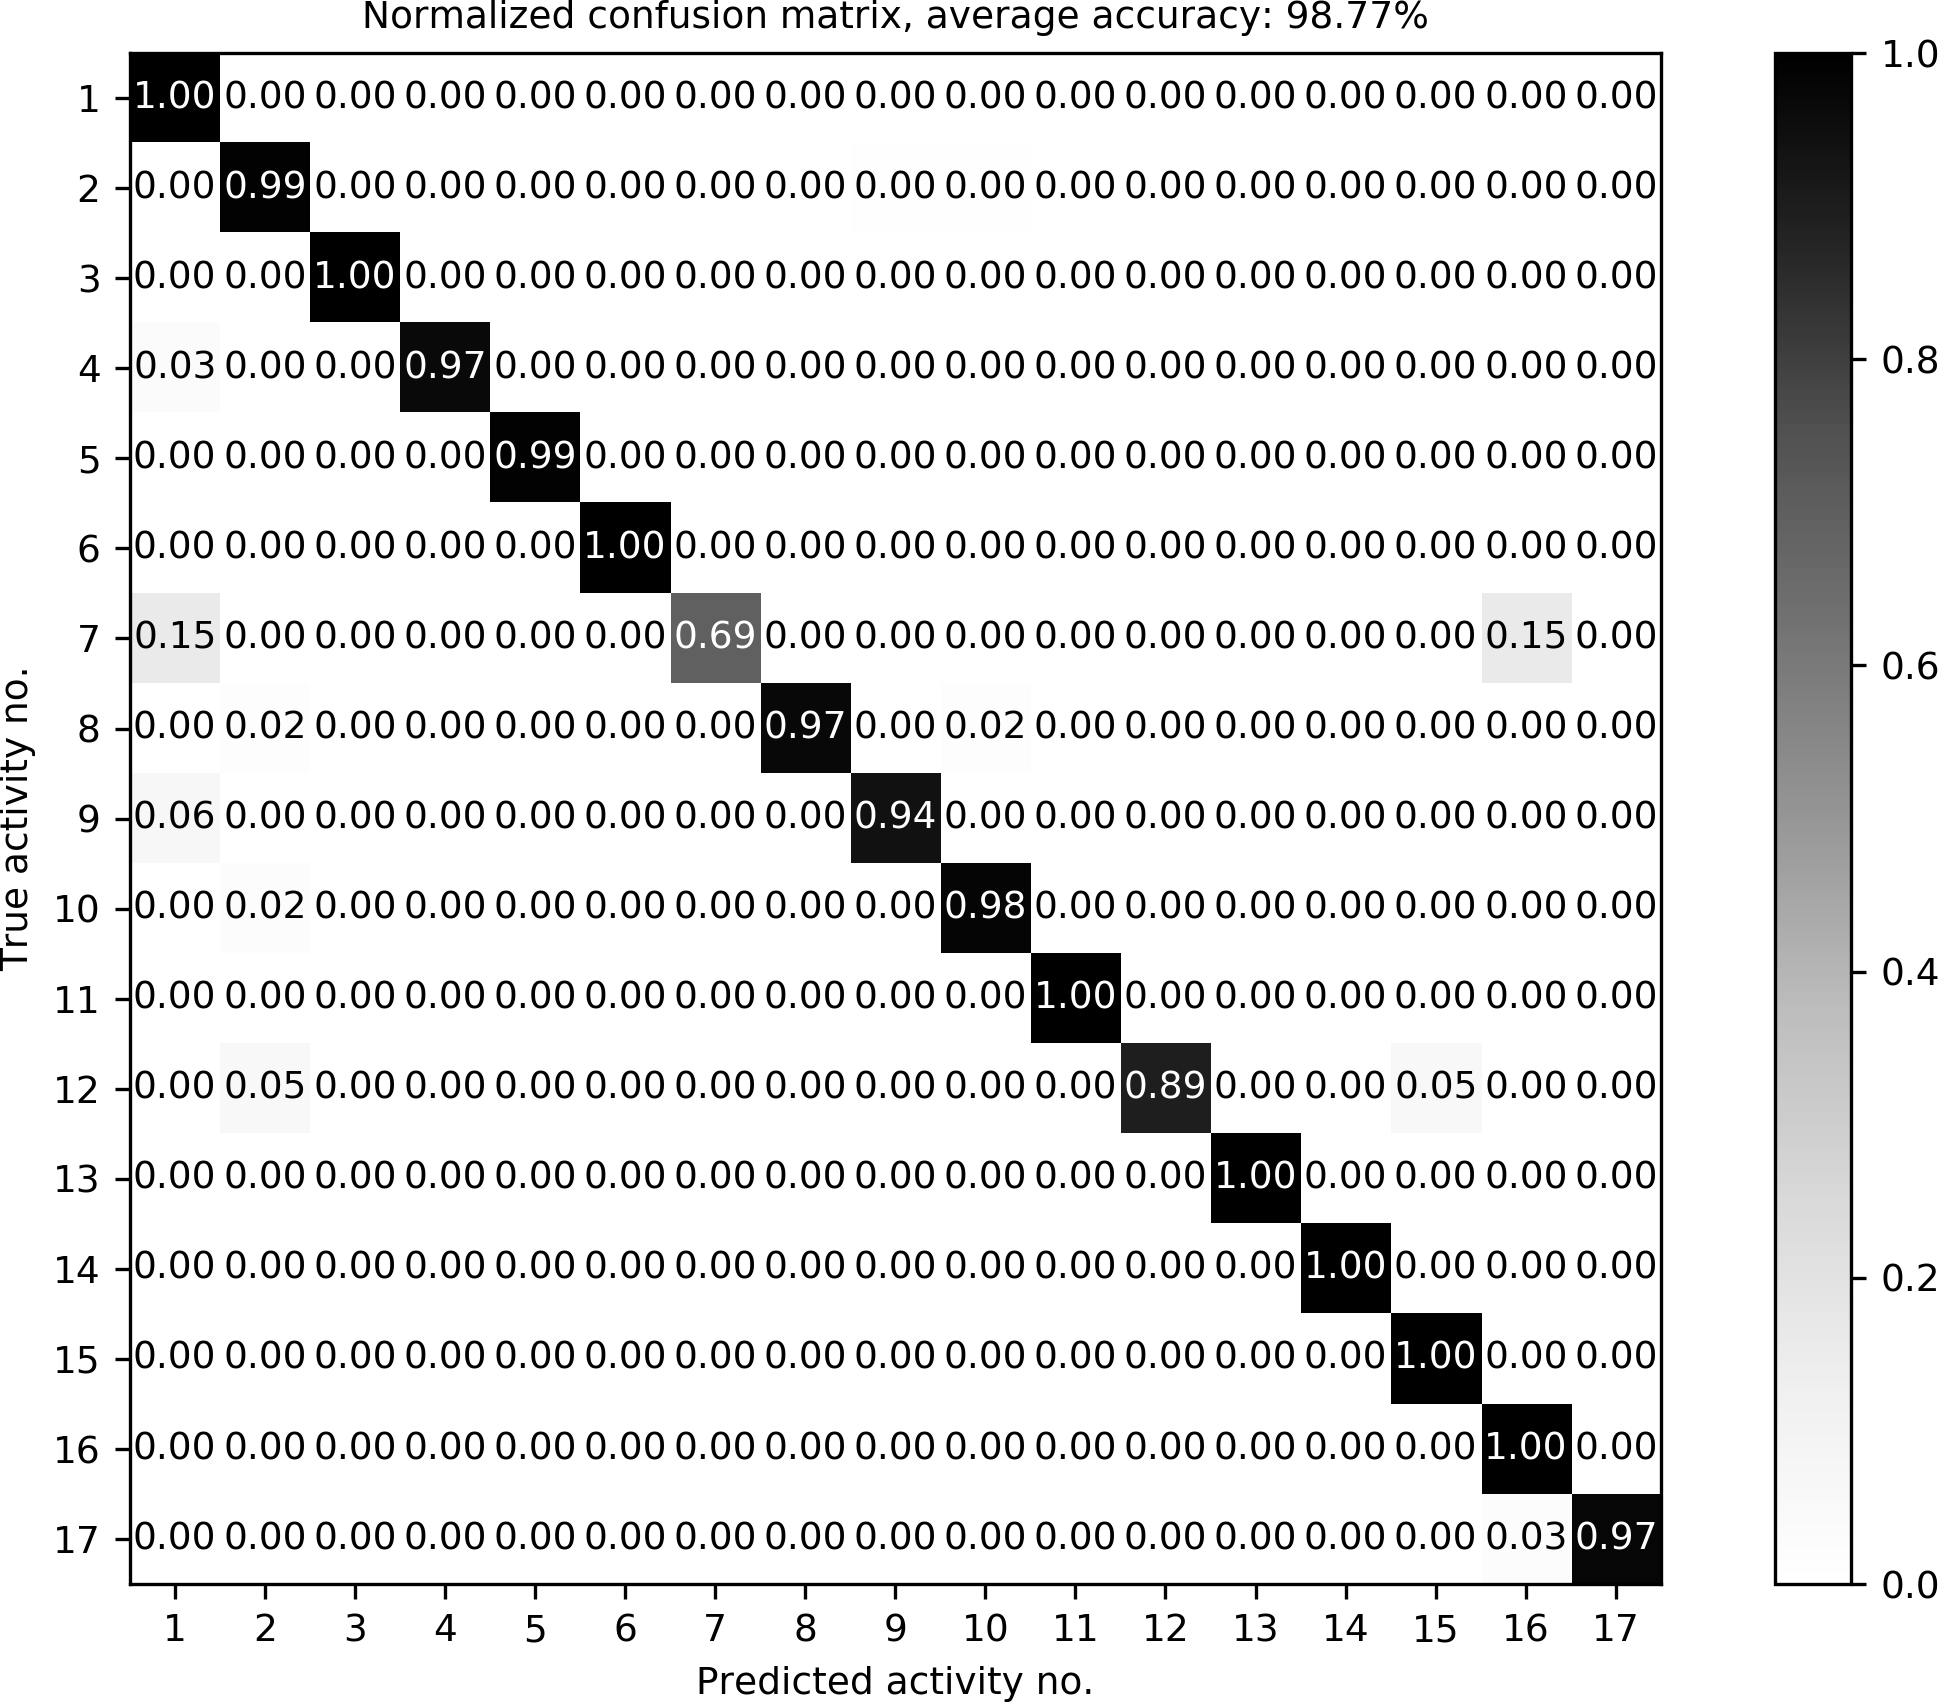 Normalized confusion matrix, average accuracy: 98.77%
1 1.00 0.00 0.00 0.00 0.00 0.00 0.00 0.00 0.00 0.00 0.00 0.00 0.00 0.00 0.00 0.00 0.00
2 0.00 0.99 0.00 0.00 0.00 0.00 0.00 0.00 0.00 0.00 0.00 0.00 0.00 0.00 0.00 0.00 0.00
3 0.00 0.00 1.00 0.00 0.00 0.00 0.00 0.00 0.00 0.00 0.00 0.00 0.00 0.00 0.00 0.00 0.00
4 0.03 0.00 0.00 0.97 0.00 0.00 0.00 0.00 0.00 0.00 0.00 0.00 0.00 0.00 0.00 0.00 0.00
5 0.00 0.00 0.00 0.00 0.99 0.00 0.00 0.00 0.00 0.00 0.00 0.00 0.00 0.00 0.00 0.00 0.00
6 0.00 0.00 0.00 0.00 0.00 1.00 0.00 0.00 0.00 0.00 0.00 0.00 0.00 0.00 0.00 0.00 0.00
7 0.15 0.00 0.00 0.00 0.00 0.00 0.69 0.00 0.00 0.00 0.00 0.00 0.00 0.00 0.00 0.15 0.00
8 0.00 0.02 0.00 0.00 0.00 0.00 0.00 0.97 0.00 0.02 0.00 0.00 0.00 0.00 0.00 0.00 0.00
9 0.06 0.00 0.00 0.00 0.00 0.00 0.00 0.00 0.94 0.00 0.00 0.00 0.00 0.00 0.00 0.00 0.00
10 0.00 0.02 0.00 0.00 0.00 0.00 0.00 0.00 0.00 0.98 0.00 0.00 0.00 0.00 0.00 0.00 0.00
11 0.00 0.00 0.00 0.00 0.00 0.00 0.00 0.00 0.00 0.00 1.00 0.00 0.00 0.00 0.00 0.00 0.00
12 0.00 0.05 0.00 0.00 0.00 0.00 0.00 0.00 0.00 0.00 0.00 0.89 0.00 0.00 0.05 0.00 0.00
13 0.00 0.00 0.00 0.00 0.00 0.00 0.00 0.00 0.00 0.00 0.00 0.00 1.00 0.00 0.00 0.00 0.00
14 0.00 0.00 0.00 0.00 0.00 0.00 0.00 0.00 0.00 0.00 0.00 0.00 0.00 1.00 0.00 0.00 0.00
15 0.00 0.00 0.00 0.00 0.00 0.00 0.00 0.00 0.00 0.00 0.00 0.00 0.00 0.00 1.00 0.00 0.00
16 0.00 0.00 0.00 0.00 0.00 0.00 0.00 0.00 0.00 0.00 0.00 0.00 0.00 0.00 0.00 1.00 0.00
17 0.00 0.00 0.00 0.00 0.00 0.00 0.00 0.00 0.00 0.00 0.00 0.00 0.00 0.00 0.00 0.03 0.97
1 2 3 4 5 6 7 8 9 10 11 12 13 14 15 16 17
Predicted activity no.
True activity no.
1.0
0.8
0.6
0.4
0.2
0.0